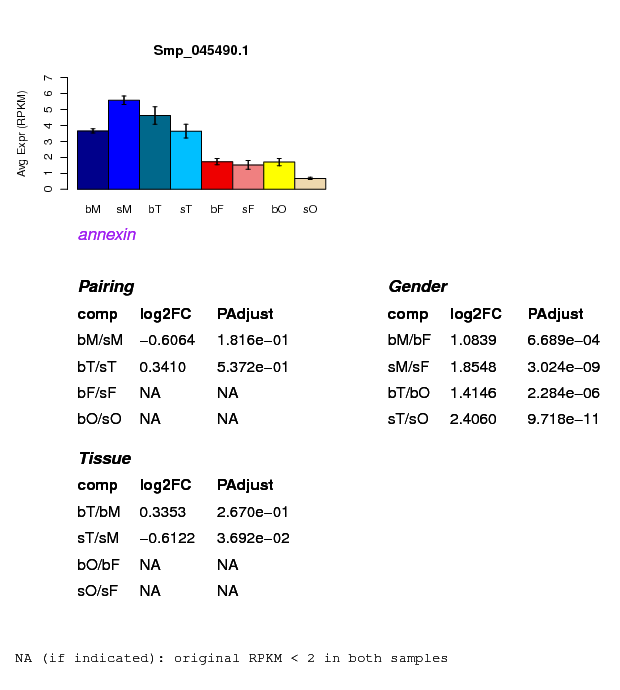 Smp_045490.1
Avg Expr (RPKM)
0 1 2 3 4 5 6 7
bM sM bT sT bF sF bO sO
annexin
Pairing
comp log2FC PAdjust
bM/sM −0.6064 1.816e−01
bT/sT 0.3410 5.372e−01
bF/sF NA NA
bO/sO NA NA
Gender
comp log2FC PAdjust
bM/bF 1.0839 6.689e−04
sM/sF 1.8548 3.024e−09
bT/bO 1.4146 2.284e−06
sT/sO 2.4060 9.718e−11
Tissue
comp log2FC PAdjust
bT/bM 0.3353 2.670e−01
sT/sM −0.6122 3.692e−02
bO/bF NA NA
sO/sF NA NA
NA (if indicated): original RPKM < 2 in both samples